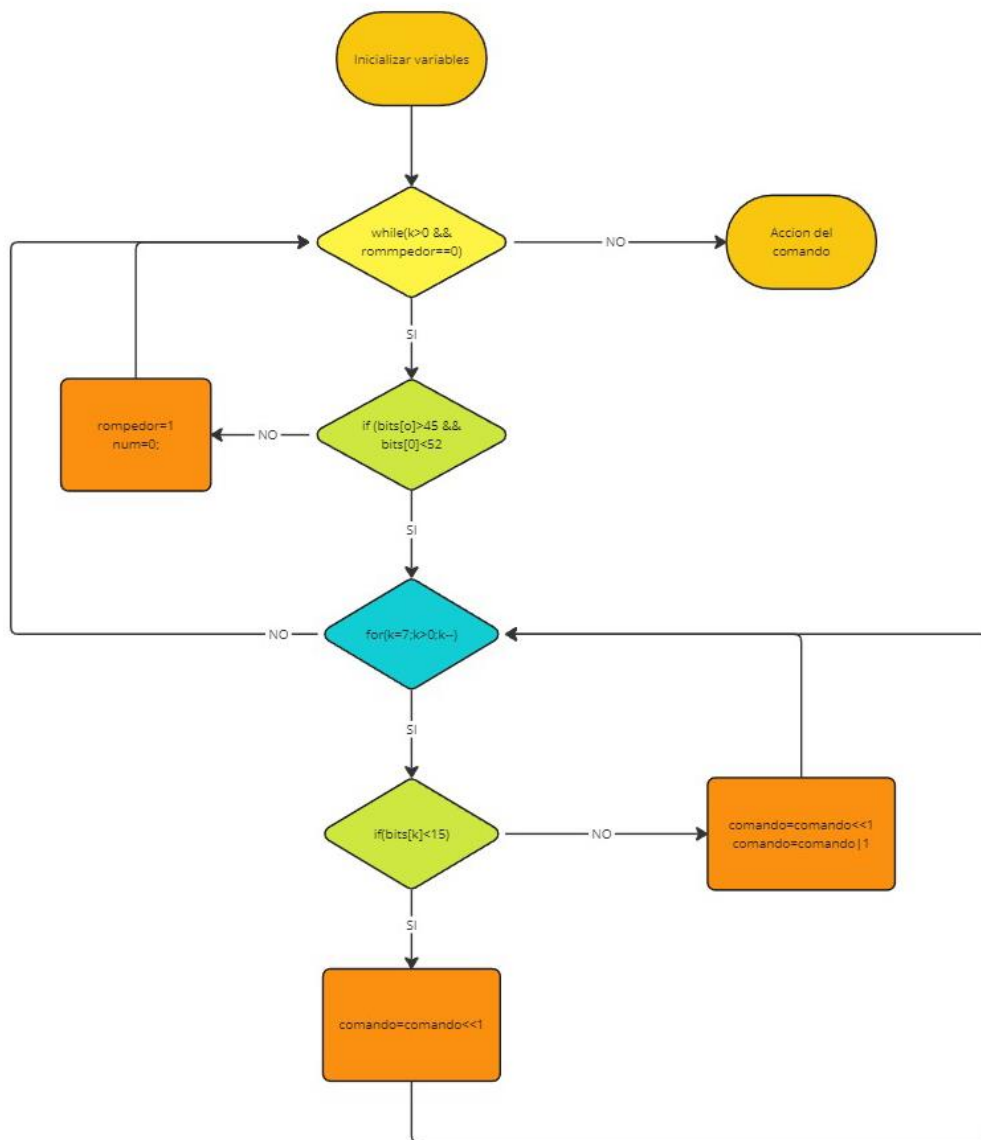 Inicializar variables
while(k>0 &&
rommpedor==0)
NO
Accion del
comando
SI
if (bits[o]>45 &&
bits[0]<52
NO
rompedor=1
num=0;
SI
for(k=7;k>0;k--)
NO
SI
if(bits[k]<15)
NO
comando=comando<<1
comando=comando|1
SI
comando=comando<<1